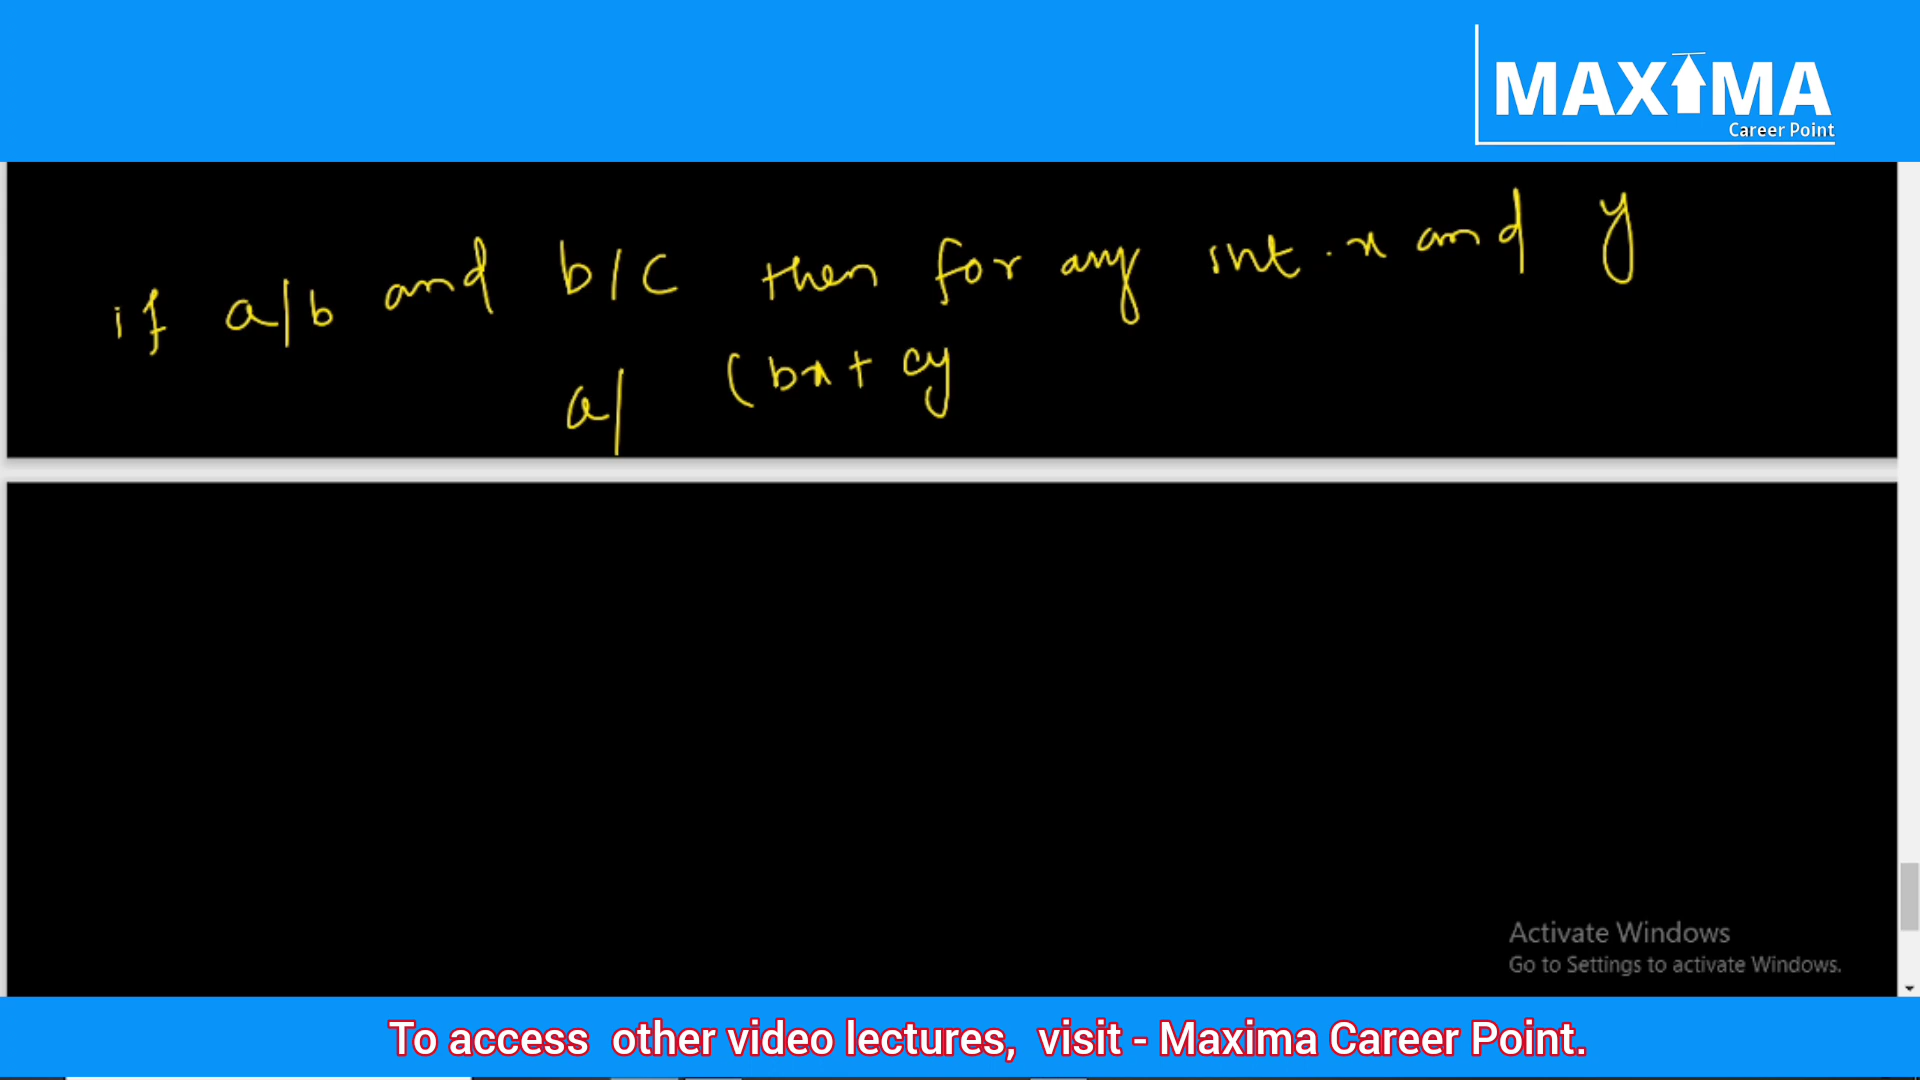 MAXIMA
Career Point
if a/b and b/c then for any int. x and y
a/ (bx + cy
Activate Windows
Go to Settings to activate Windows.
To access other video lectures, visit - Maxima Career Point.